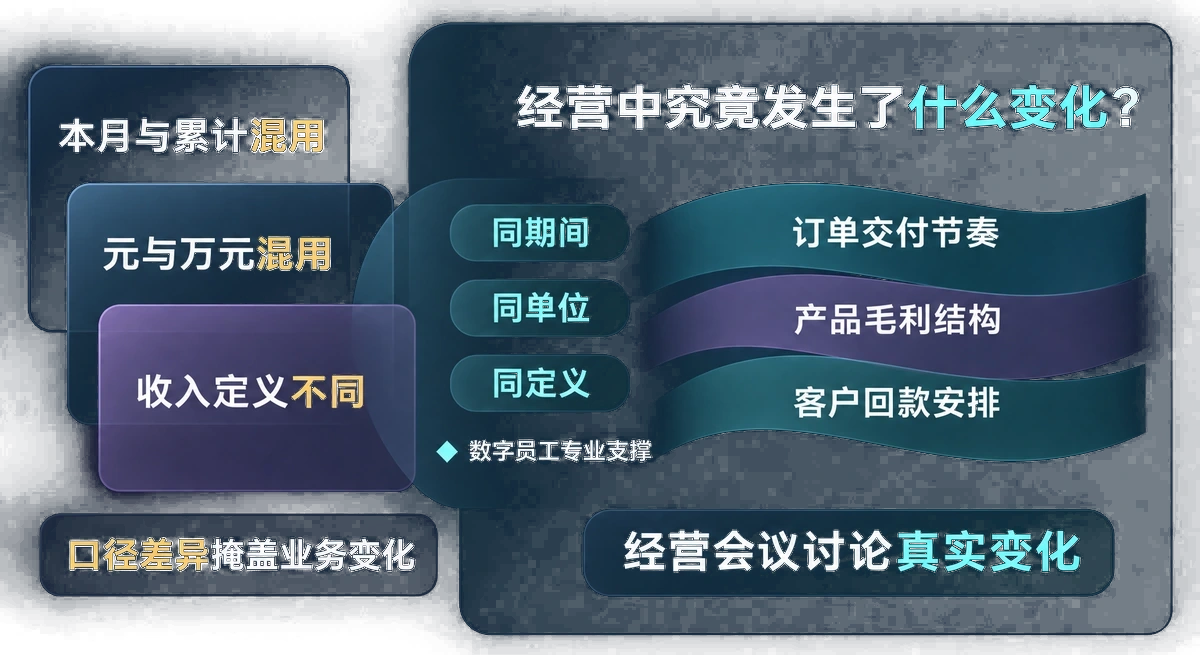 本月与累计混用
元与万元混用
收入定义不同
口径差异掩盖业务变化
经营中究竟发生了什么变化?
同期间
同单位
同定义
数字员工专业支撑
订单交付节奏
产品毛利结构
客户回款安排
经营会议讨论真实变化